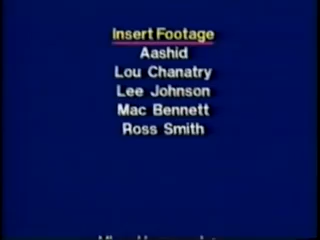 Insert Footage
Aashid
Lou Chanatry
Lee Johnson
Mac Bennett
Ross Smith